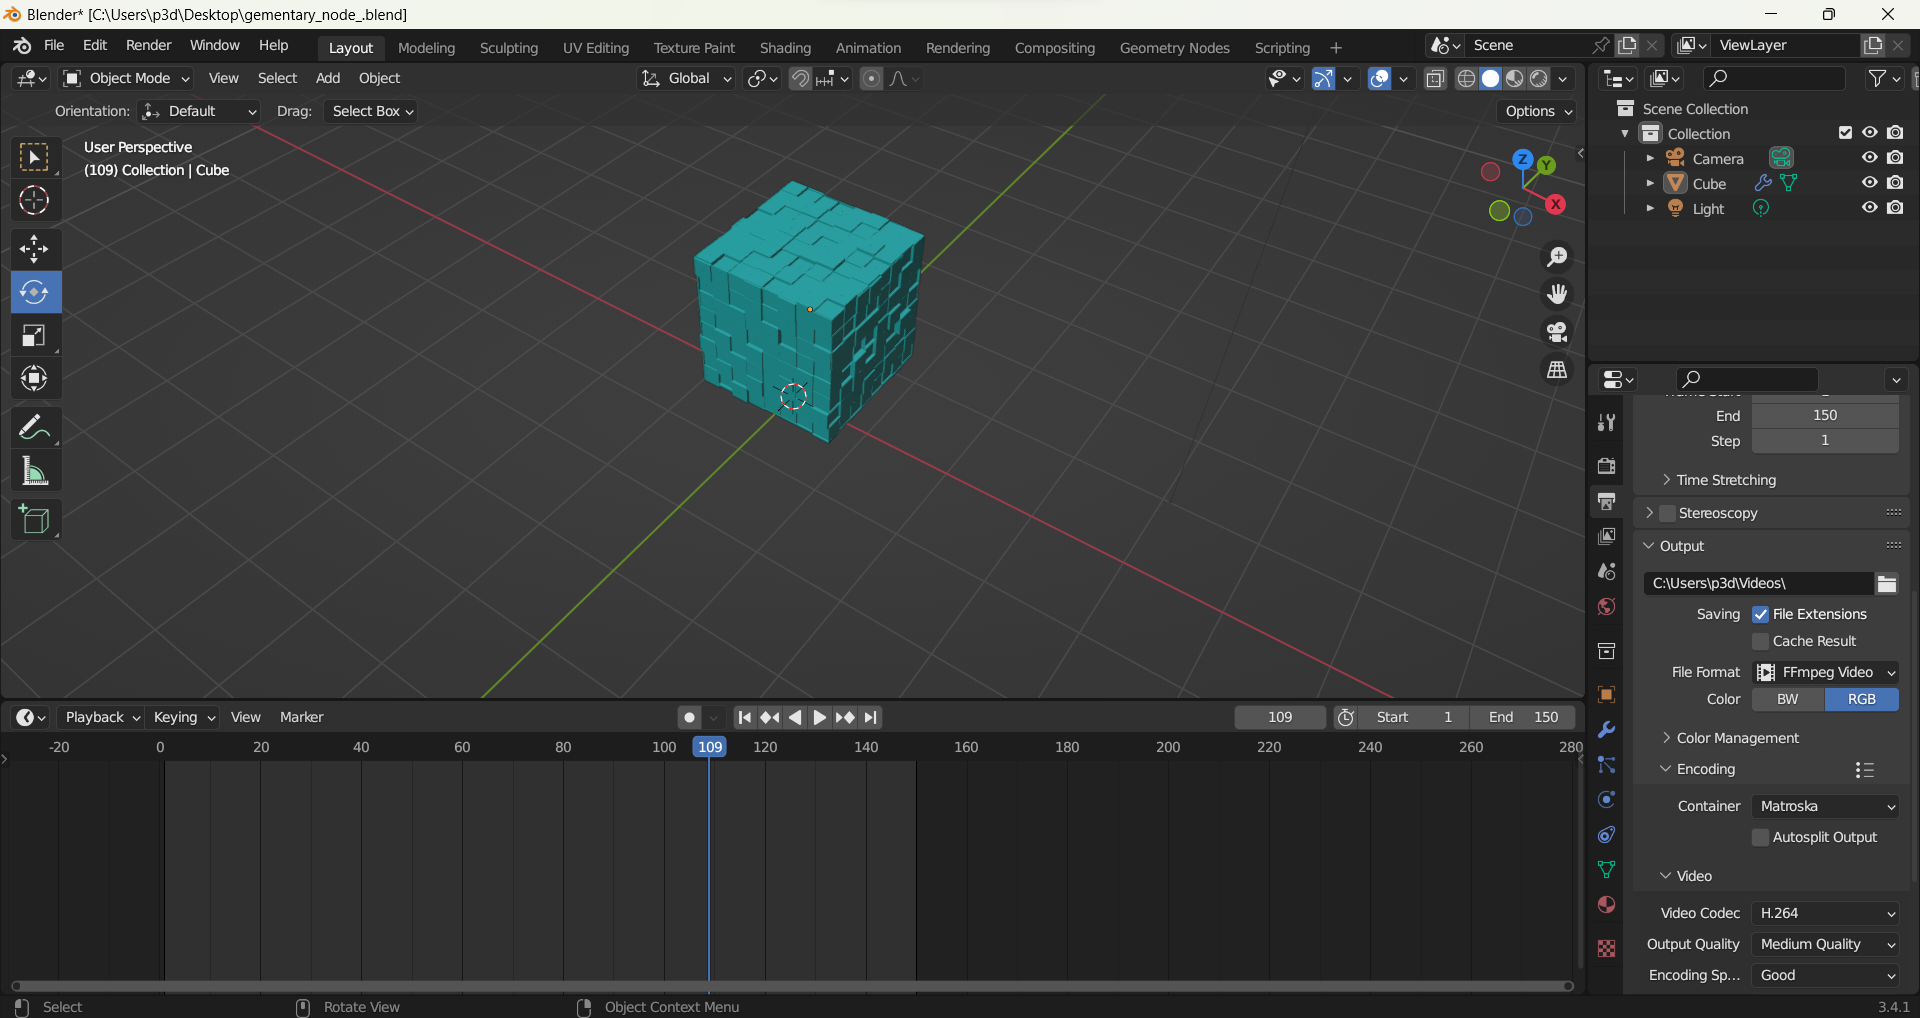 Blender* [C:\Users\p3d\Desktop\gementary_node_.blend]
File Edit Render Window Help Layout Modeling Sculpting UV Editing Texture Paint Shading Animation Rendering Compositing Geometry Nodes Scripting + Scene ViewLayer
Object Mode View Select Add Object Global
Orientation: Default Drag: Select Box Options
User Perspective
(109) Collection | Cube
Z Y X
Scene Collection
Collection
Camera
Cube
Light
End 150
Step 1
Time Stretching
Stereoscopy
Output
C:\Users\p3d\Videos\
Saving File Extensions
Cache Result
File Format FFmpeg Video
Color BW RGB
Color Management
Encoding
Container Matroska
Autosplit Output
Video
Video Codec H.264
Output Quality Medium Quality
Encoding Sp... Good
Playback Keying View Marker 109 Start 1 End 150
-20 0 20 40 60 80 100 109 120 140 160 180 200 220 240 260 280
Select Rotate View Object Context Menu 3.4.1